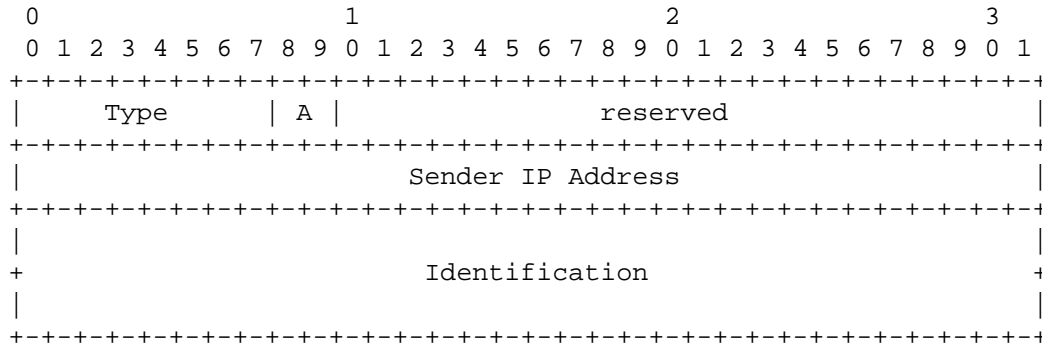 0                   1                   2                   3
0 1 2 3 4 5 6 7 8 9 0 1 2 3 4 5 6 7 8 9 0 1 2 3 4 5 6 7 8 9 0 1
+-+-+-+-+-+-+-+-+-+-+-+-+-+-+-+-+-+-+-+-+-+-+-+-+-+-+-+-+-+-+-+-+
|     Type      | A |                reserved                   |
+-+-+-+-+-+-+-+-+-+-+-+-+-+-+-+-+-+-+-+-+-+-+-+-+-+-+-+-+-+-+-+-+
|                        Sender IP Address                      |
+-+-+-+-+-+-+-+-+-+-+-+-+-+-+-+-+-+-+-+-+-+-+-+-+-+-+-+-+-+-+-+-+
|                                                               |
+                         Identification                        +
|                                                               |
+-+-+-+-+-+-+-+-+-+-+-+-+-+-+-+-+-+-+-+-+-+-+-+-+-+-+-+-+-+-+-+-+